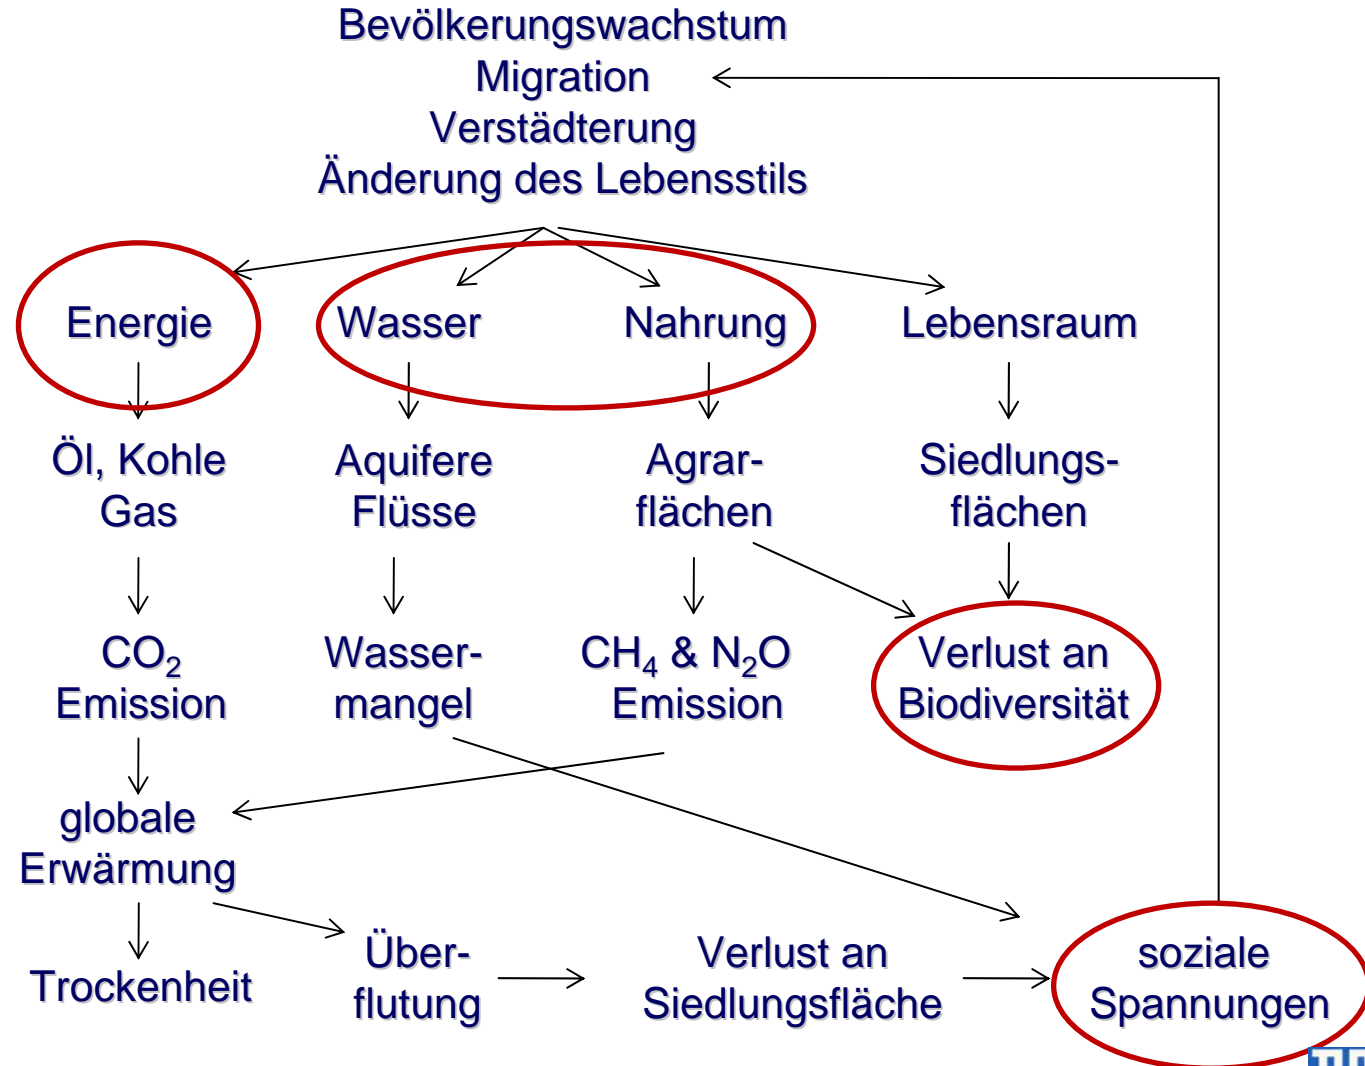 Bevölkerungswachstum
Migration
Verstädterung
Änderung des Lebensstils
Energie
Wasser
Nahrung
Lebensraum
Öl, Kohle
Gas
Aquifere
Flüsse
Agrar-
flächen
Siedlungs-
flächen
CO₂
Emission
Wasser-
mangel
CH₄ & N₂O
Emission
Verlust an
Biodiversität
globale
Erwärmung
Trockenheit
Über-
flutung
Verlust an
Siedlungsfläche
soziale
Spannungen